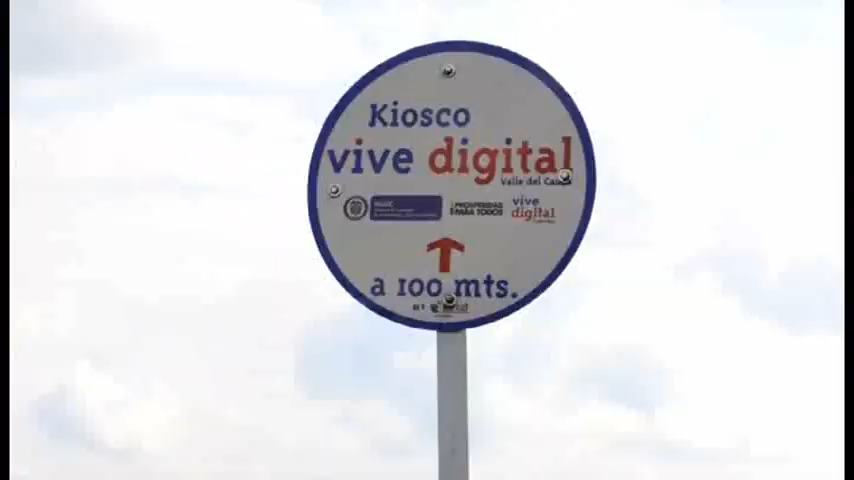 Kiosco
vive digital
Valle del Cauca
PROSPERIDAD
PARA TODOS
vive
digital
a 100 mts.